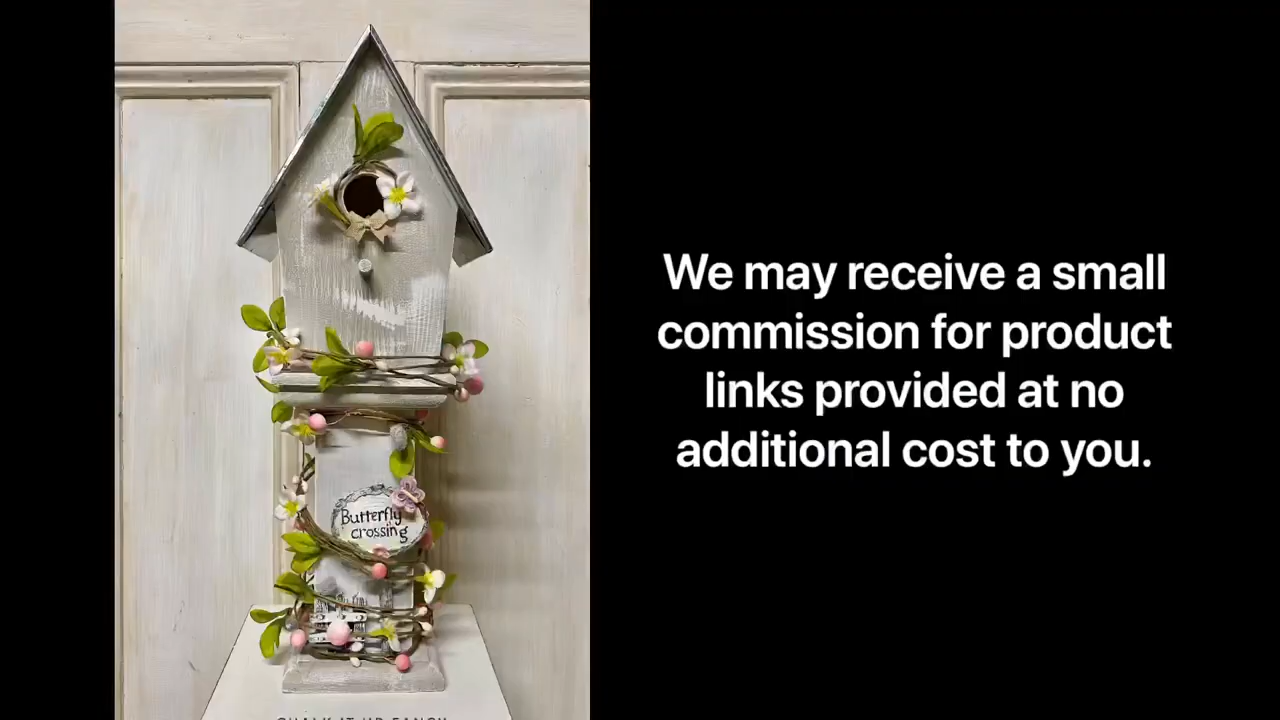 Butterfly
crossing
We may receive a small
commission for product
links provided at no
additional cost to you.